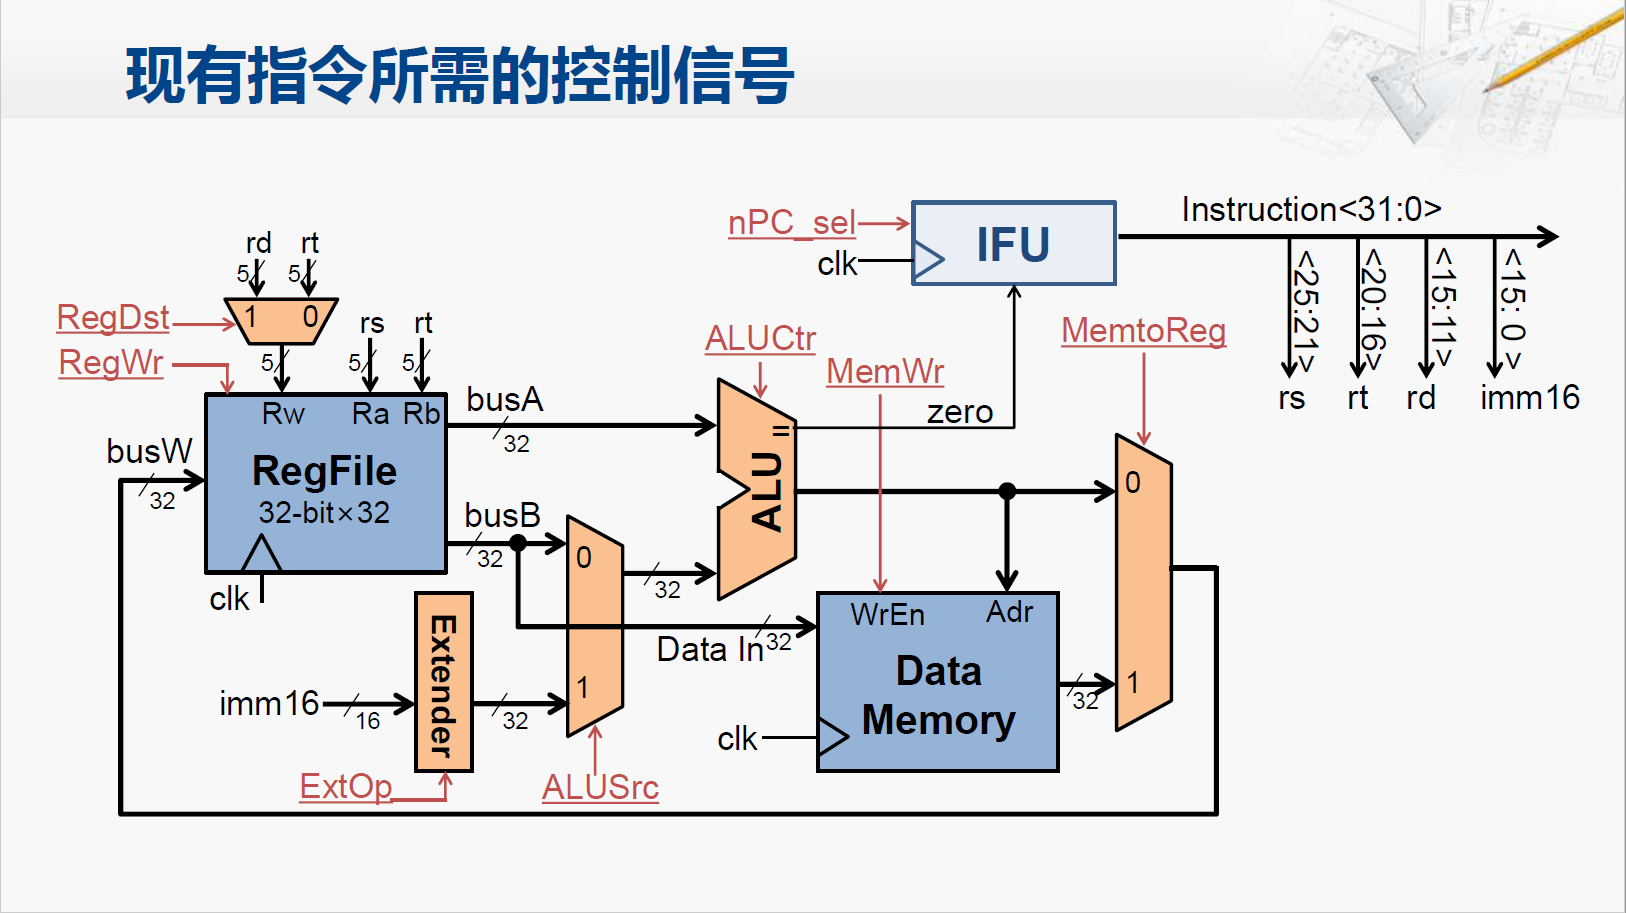 现有指令所需的控制信号
Instruction<31:0>
nPC_sel
IFU
clk
rd
rt
5
5
1
0
RegDst
RegWr
5
rs
rt
5
5
<25:21>
<20:16>
<15:11>
<15: 0 >
rs
rt
rd
imm16
ALUCtr
MemWr
MemtoReg
zero
busW
32
Rw
Ra
Rb
RegFile
32-bit×32
clk
busA
32
busB
32
=
ALU
0
1
32
0
1
Data In
32
WrEn
Adr
Data
Memory
clk
32
imm16
16
Extender
32
ExtOp
ALUSrc